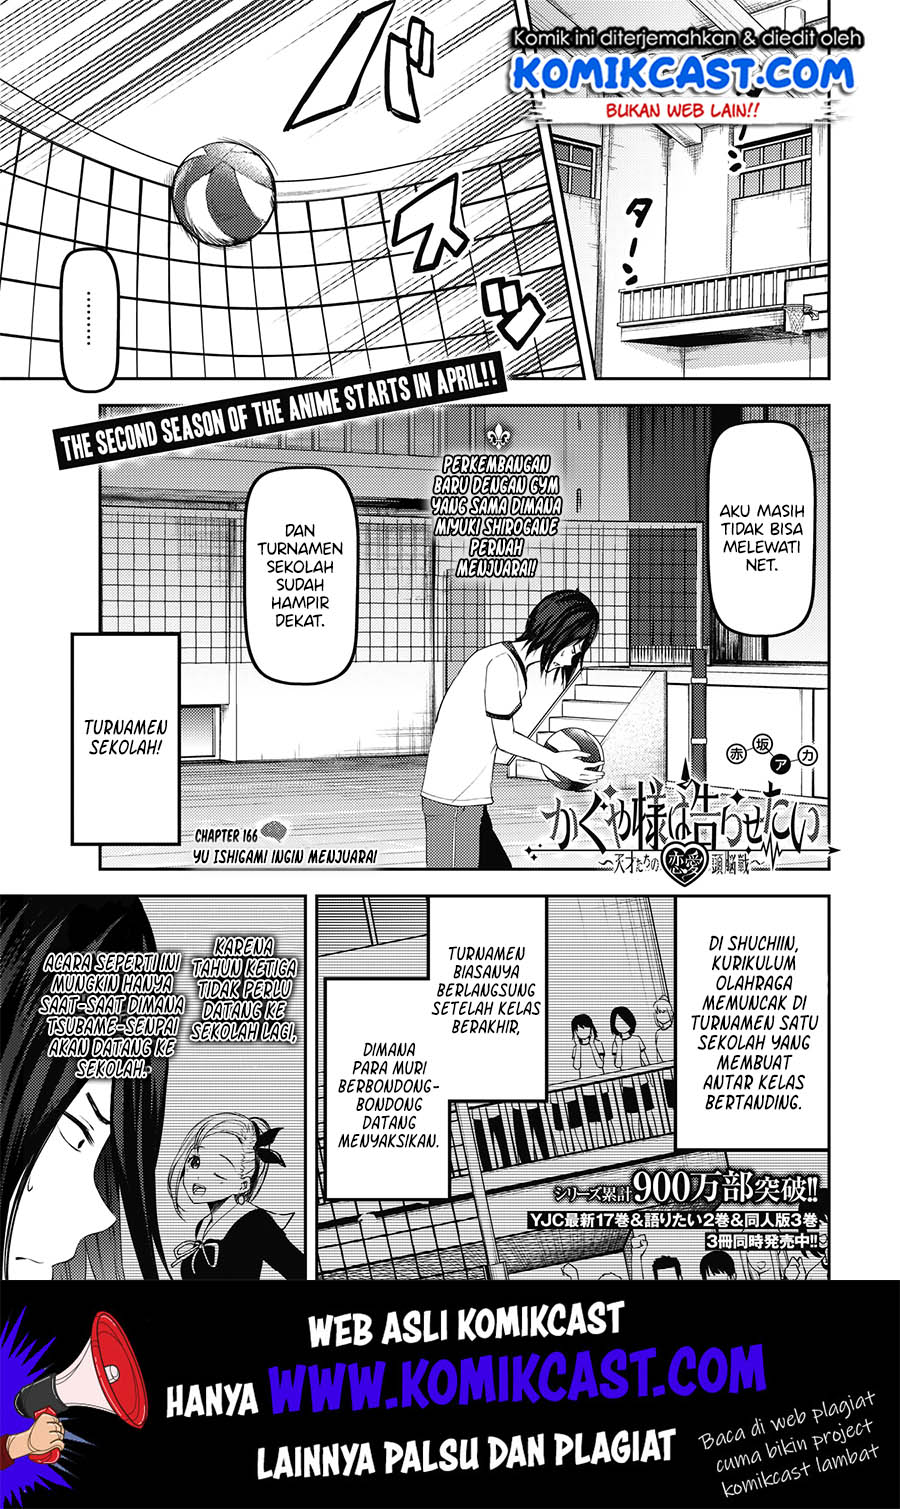 Komik ini diterjemahkan & diedit oleh
KOMIKCAST.COM
BUKAN WEB LAIN!!
ター
バス
.........
THE SECOND SEASON OF THE ANIME STARTS IN APRIL!!
AKU MASIH
TIDAK BISA
MELEWATI
NET.
PERKEMBANGAN
BARU DENGAN GYM
YANG SAMA DIMANA
MIYUKI SHIROGANE
PERNAH
MENJUARA!!
DAN
TURNAMEN
SEKOLAH
SUDAH
HAMPIR
DEKAT.
TURNAMEN
SEKOLAH!
赤坂アカ
かぐや様は告らせたい
〜天才たちの恋愛頭脳戦〜
CHAPTER 166
YU ISHIGAMI INGIN MENJUARAI
DI SHUCHIIN,
KURIKULUM
OLAHRAGA
MEMUNCAK DI
TURNAMEN SATU
SEKOLAH YANG
MEMBUAT
ANTAR KELAS
BERTANDING.
TURNAMEN
BIASANYA
BERLANGSUNG
SETELAH KELAS
BERAKHIR,
DIMANA
PARA MURI
BERBONDONG-
BONDONG
DATANG
MENYAKSIKAN.
KARENA
TAHUN KETIGA
TIDAK PERLU
DATANG KE
SEKOLAH LAGI,
ACARA SEPERTI INI
MUNGKIN HANYA
SAAT-SAAT DIMANA
TSUBAME-SENPAI
AKAN DATANG KE
SEKOLAH.
シリーズ累計900万部突破!!
YJC最新17巻&語りたい2巻&同人版3巻
3冊同時発売中!!
WEB ASLI KOMIKCAST
HANYA WWW.KOMIKCAST.COM
LAINNYA PALSU DAN PLAGIAT
Baca di web plagiat
cuma bikin project
komikcast lambat